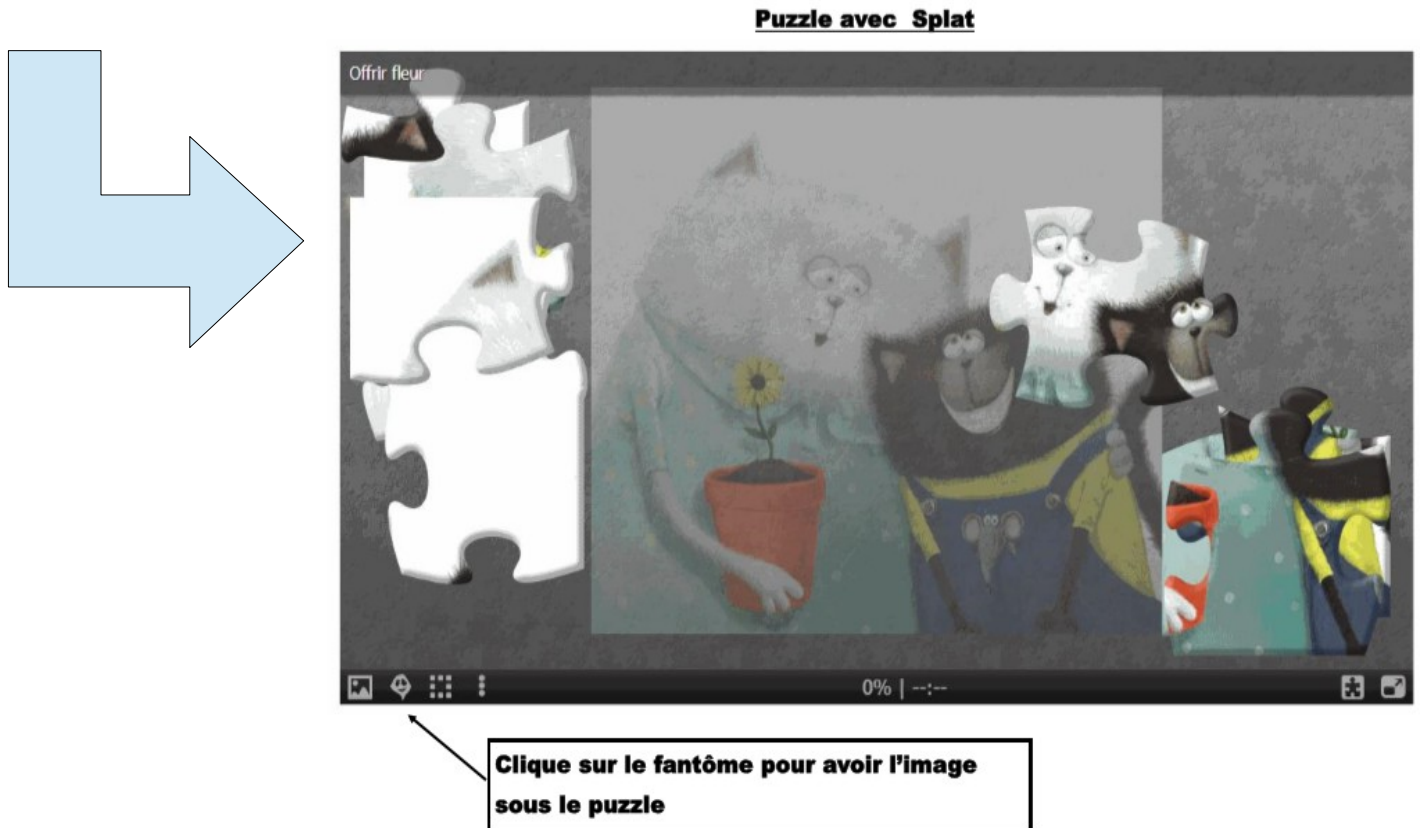 Puzzle avec Splat
Offrir fleur
0% | --:--
Clique sur le fantôme pour avoir l'image
sous le puzzle